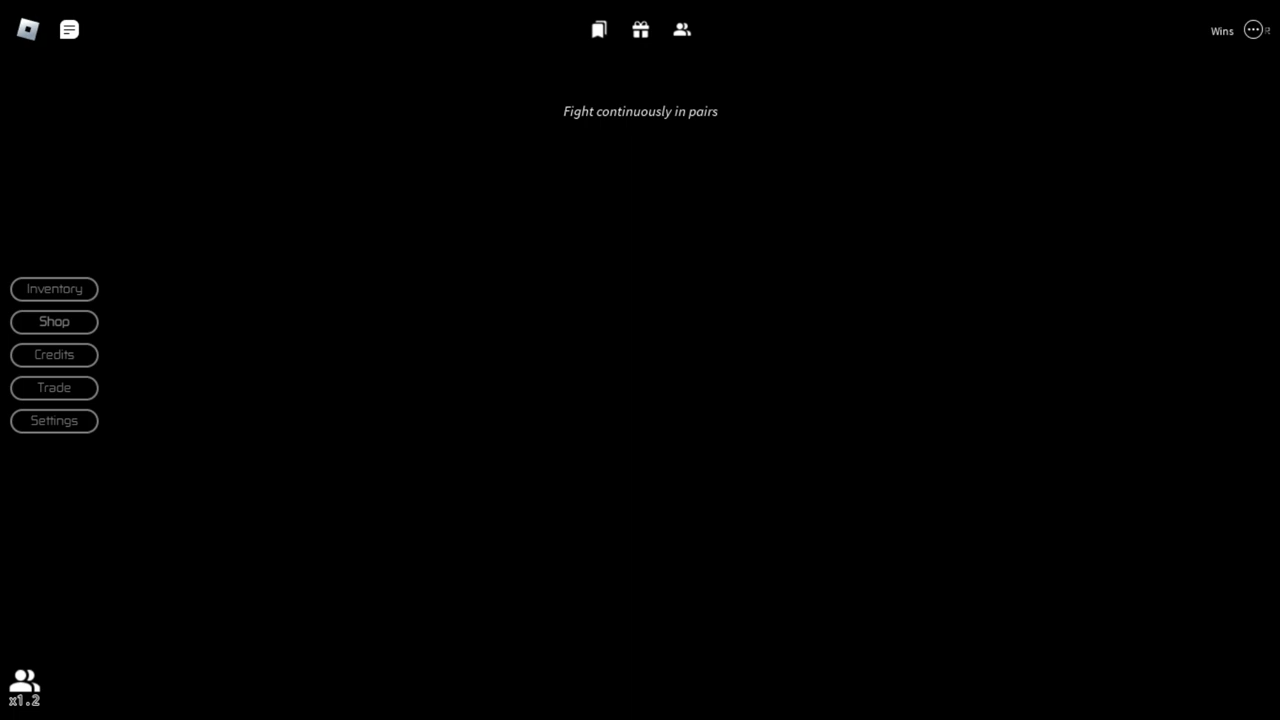 Wins
Fight continuously in pairs
Inventory
Shop
Credits
Trade
Settings
x1.2